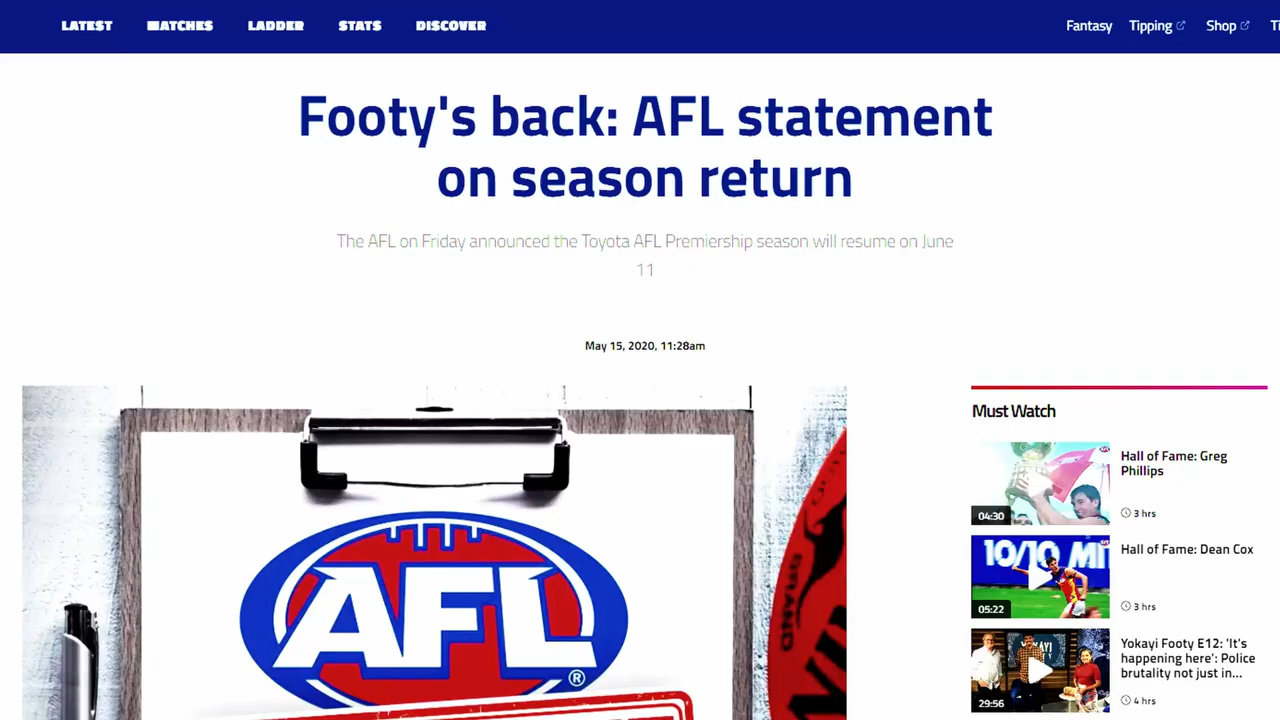 LATEST MATCHES LADDER STATS DISCOVER Fantasy Tipping Shop
Footy's back: AFL statement
on season return
The AFL on Friday announced the Toyota AFL Premiership season will resume on June
11
May 15, 2020, 11:28am
Must Watch
Hall of Fame: Greg
Phillips
04:30
3 hrs
10/10
Hall of Fame: Dean Cox
05:22
3 hrs
YOKAYI
Yokayi Footy E12: 'It's
happening here': Police
brutality not just in...
29:56
4 hrs
AFL
®